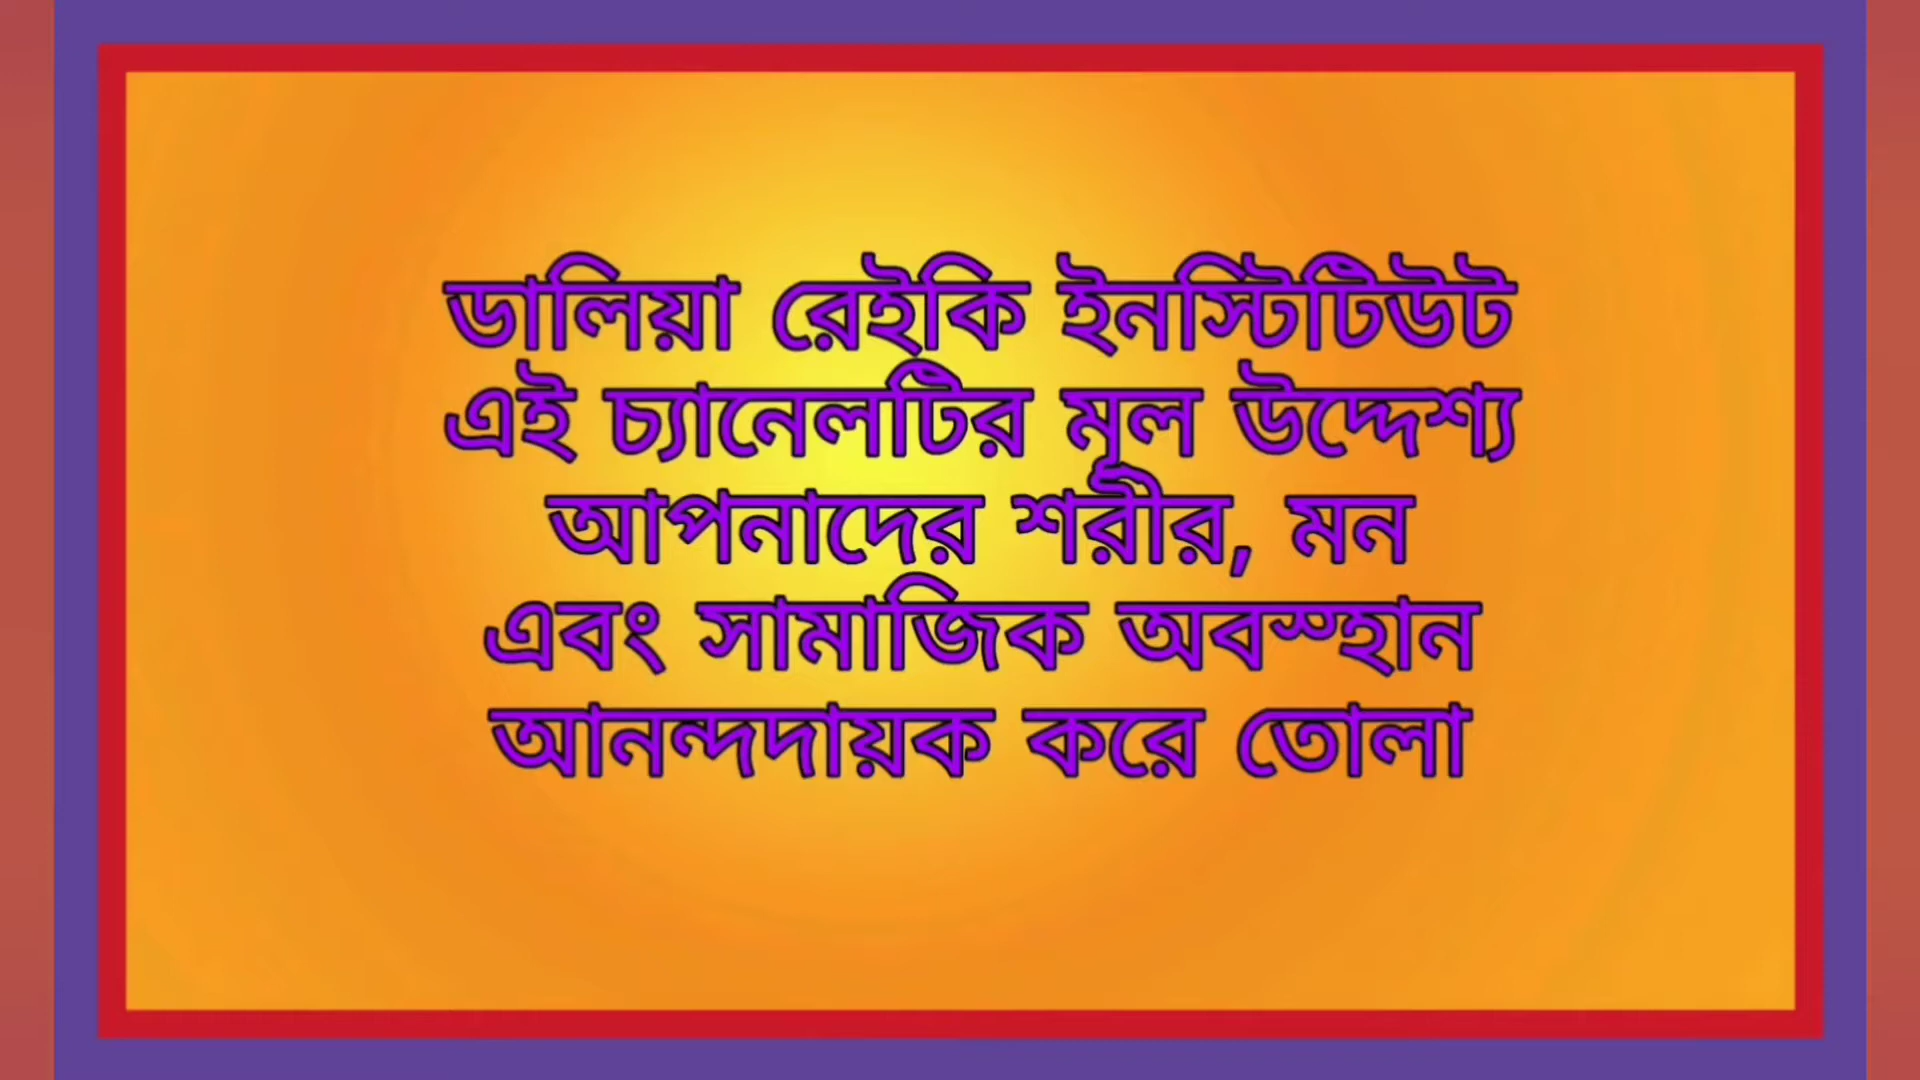 ডালিয়া রেইকি ইনস্টিটিউট
এই চ্যানেলটির মূল উদ্দেশ্য
আপনাদের শরীর, মন
এবং সামাজিক অবস্হান
আনন্দদায়ক করে তোলা